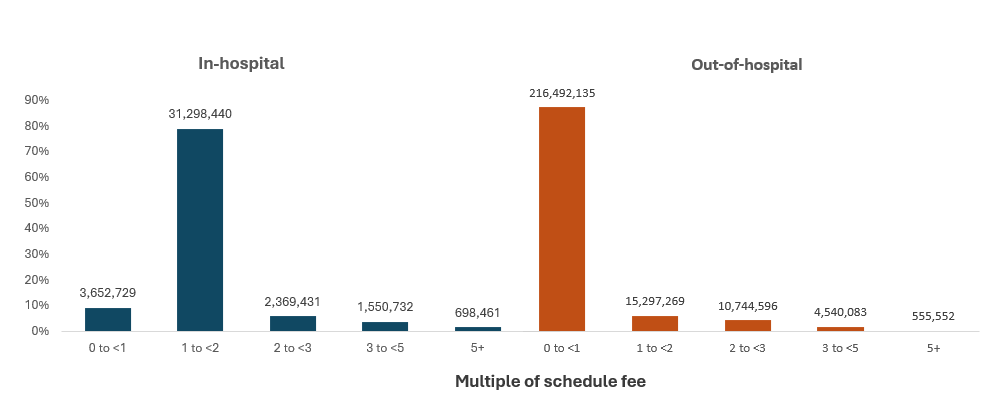 In-hospital
Out-of-hospital
90%
80%
70%
60%
50%
40%
30%
20%
10%
0%
3,652,729
31,298,440
2,369,431
1,550,732
698,461
216,492,135
15,297,269
10,744,596
4,540,083
555,552
0 to <1
1 to <2
2 to <3
3 to <5
5+
0 to <1
1 to <2
2 to <3
3 to <5
5+
Multiple of schedule fee